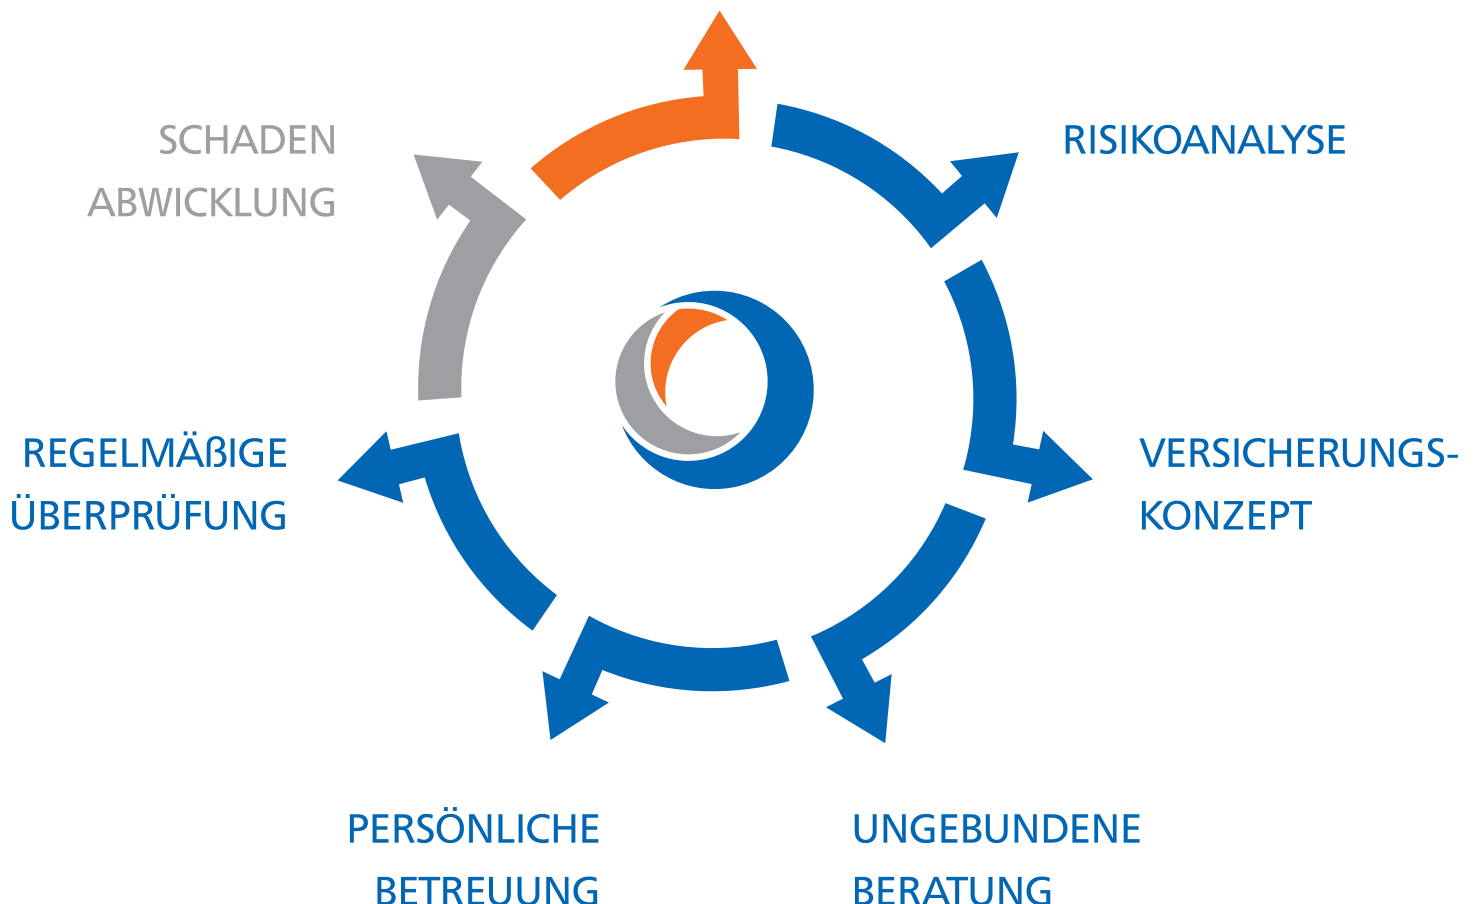 SCHADEN
ABWICKLUNG
RISIKOANALYSE
REGELMÄßIGE
ÜBERPRÜFUNG
VERSICHERUNGS-
KONZEPT
PERSÖNLICHE
BETREUUNG
UNGEBUNDENE
BERATUNG